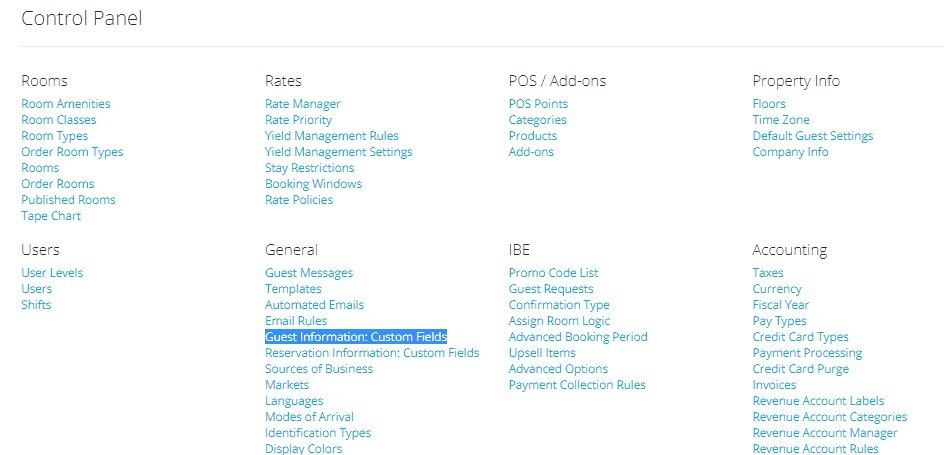 Control Panel
Rooms
Room Amenities
Room Classes
Room Types
Order Room Types
Rooms
Order Rooms
Published Rooms
Tape Chart
Rates
Rate Manager
Rate Priority
Yield Management Rules
Yield Management Settings
Stay Restrictions
Booking Windows
Rate Policies
POS / Add-ons
POS Points
Categories
Products
Add-ons
Property Info
Floors
Time Zone
Default Guest Settings
Company Info
Users
User Levels
Users
Shifts
General
Guest Messages
Templates
Automated Emails
Email Rules
Guest Information: Custom Fields
Reservation Information: Custom Fields
Sources of Business
Markets
Languages
Modes of Arrival
Identification Types
Display Colors
IBE
Promo Code List
Guest Requests
Confirmation Type
Assign Room Logic
Advanced Booking Period
Upsell Items
Advanced Options
Payment Collection Rules
Accounting
Taxes
Currency
Fiscal Year
Pay Types
Credit Card Types
Payment Processing
Credit Card Purge
Invoices
Revenue Account Labels
Revenue Account Categories
Revenue Account Manager
Revenue Account Rules